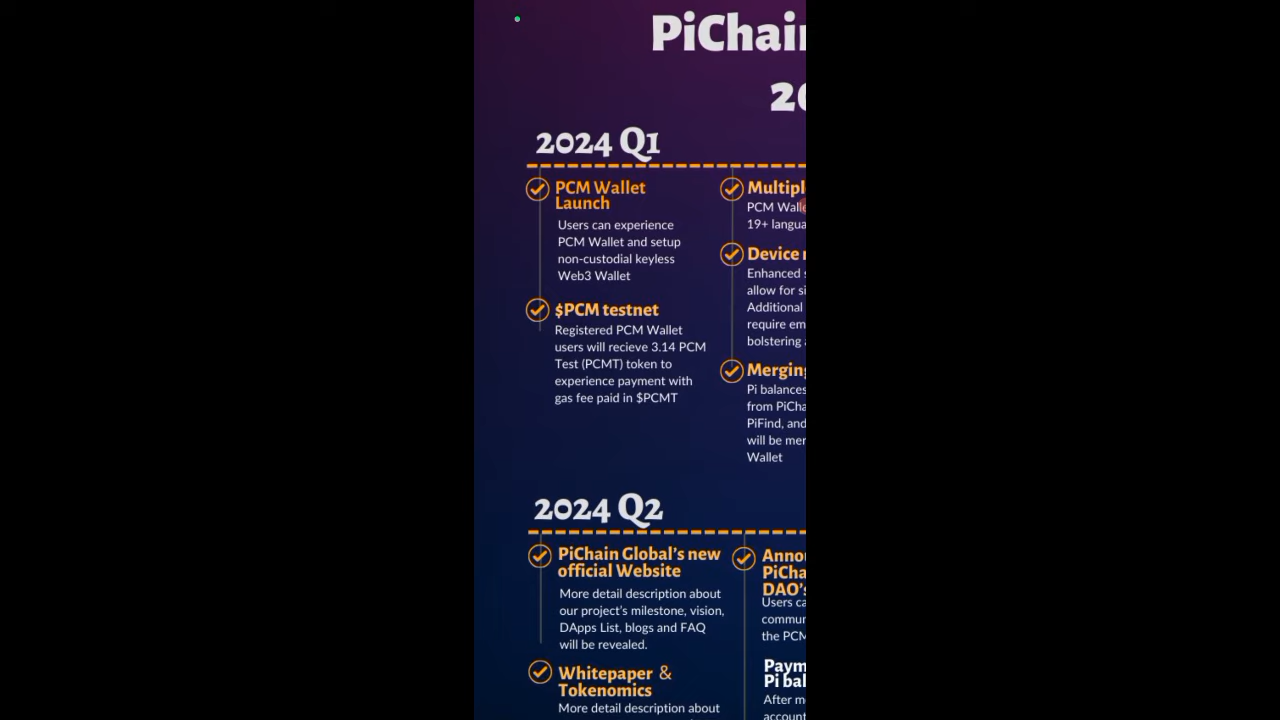 PiChain
2024 Q1
PCM Wallet
Launch
Users can experience
PCM Wallet and setup
non-custodial keyless
Web3 Wallet
$PCM testnet
Registered PCM Wallet
users will recieve 3.14 PCM
Test (PCMT) token to
experience payment with
gas fee paid in $PCMT
PCM
19+
Device
Enhanced
allow for
Additional
require
bolstering
Merging
Pi balances
from
PiFind, and
will be
Wallet
2024 Q2
PiChain Global's new
official Website
More detail description about
our project's milestone, vision,
DApps List, blogs and FAQ
will be revealed.
Whitepaper &
Tokenomics
More detail description about
DAO's
Users
the PCM
Pi
After